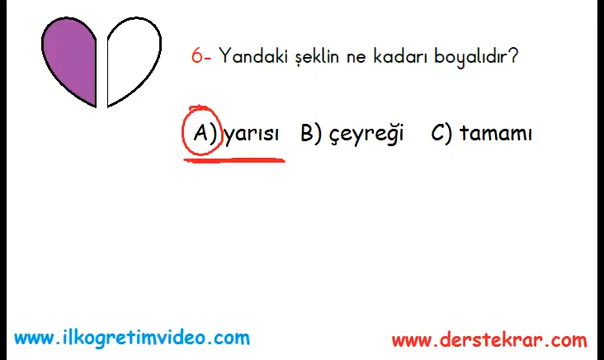 6- Yandaki şeklin ne kadarı boyalıdır?
A) yarısı B) çeyreği C) tamamı
www.ilkogretimvideo.com
www.derstekrar.com